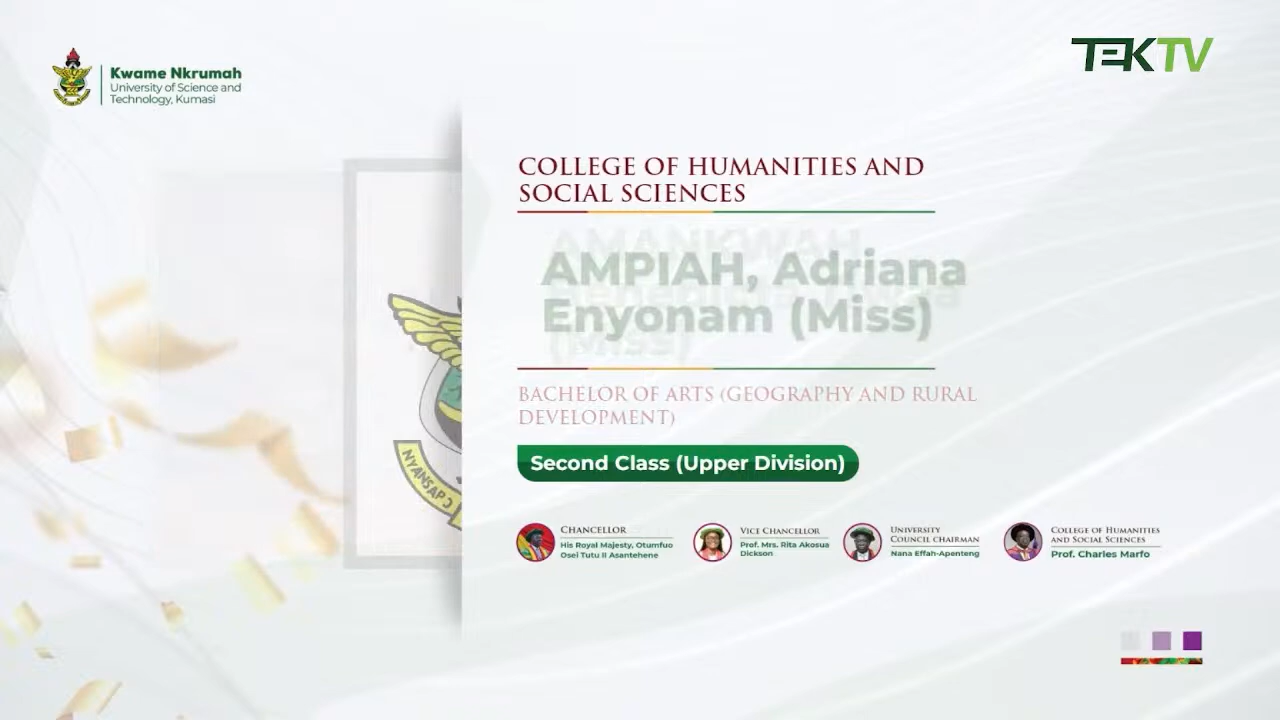 Kwame Nkrumah
University of Science and
Technology, Kumasi
TEKTV
COLLEGE OF HUMANITIES AND
SOCIAL SCIENCES
AMANKWAH
AMPIAH, Adriana
Enyonam (Miss)
(Miss)
BACHELOR OF ARTS (GEOGRAPHY AND RURAL
DEVELOPMENT)
Second Class (Upper Division)
NYANSAPƆ
CHANCELLOR
His Royal Majesty, Otumfuo
Osei Tutu II Asantehene
VICE CHANCELLOR
Prof. Mrs. Rita Akosua
Dickson
UNIVERSITY
COUNCIL CHAIRMAN
Nana Effah-Apenteng
COLLEGE OF HUMANITIES
AND SOCIAL SCIENCES
Prof. Charles Marfo